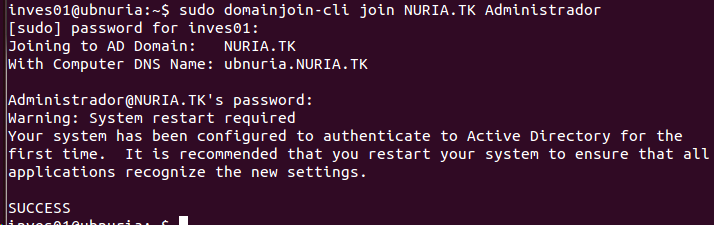 inves01@ubnuria:~$ sudo domainjoin-cli join NURIA.TK Administrador
[sudo] password for inves01:
Joining to AD Domain:   NURIA.TK
With Computer DNS Name: ubnuria.NURIA.TK
Administrador@NURIA.TK's password:
Warning: System restart required
Your system has been configured to authenticate to Active Directory for the
first time.  It is recommended that you restart your system to ensure that all
applications recognize the new settings.
SUCCESS
inves01@ubnuria:~$